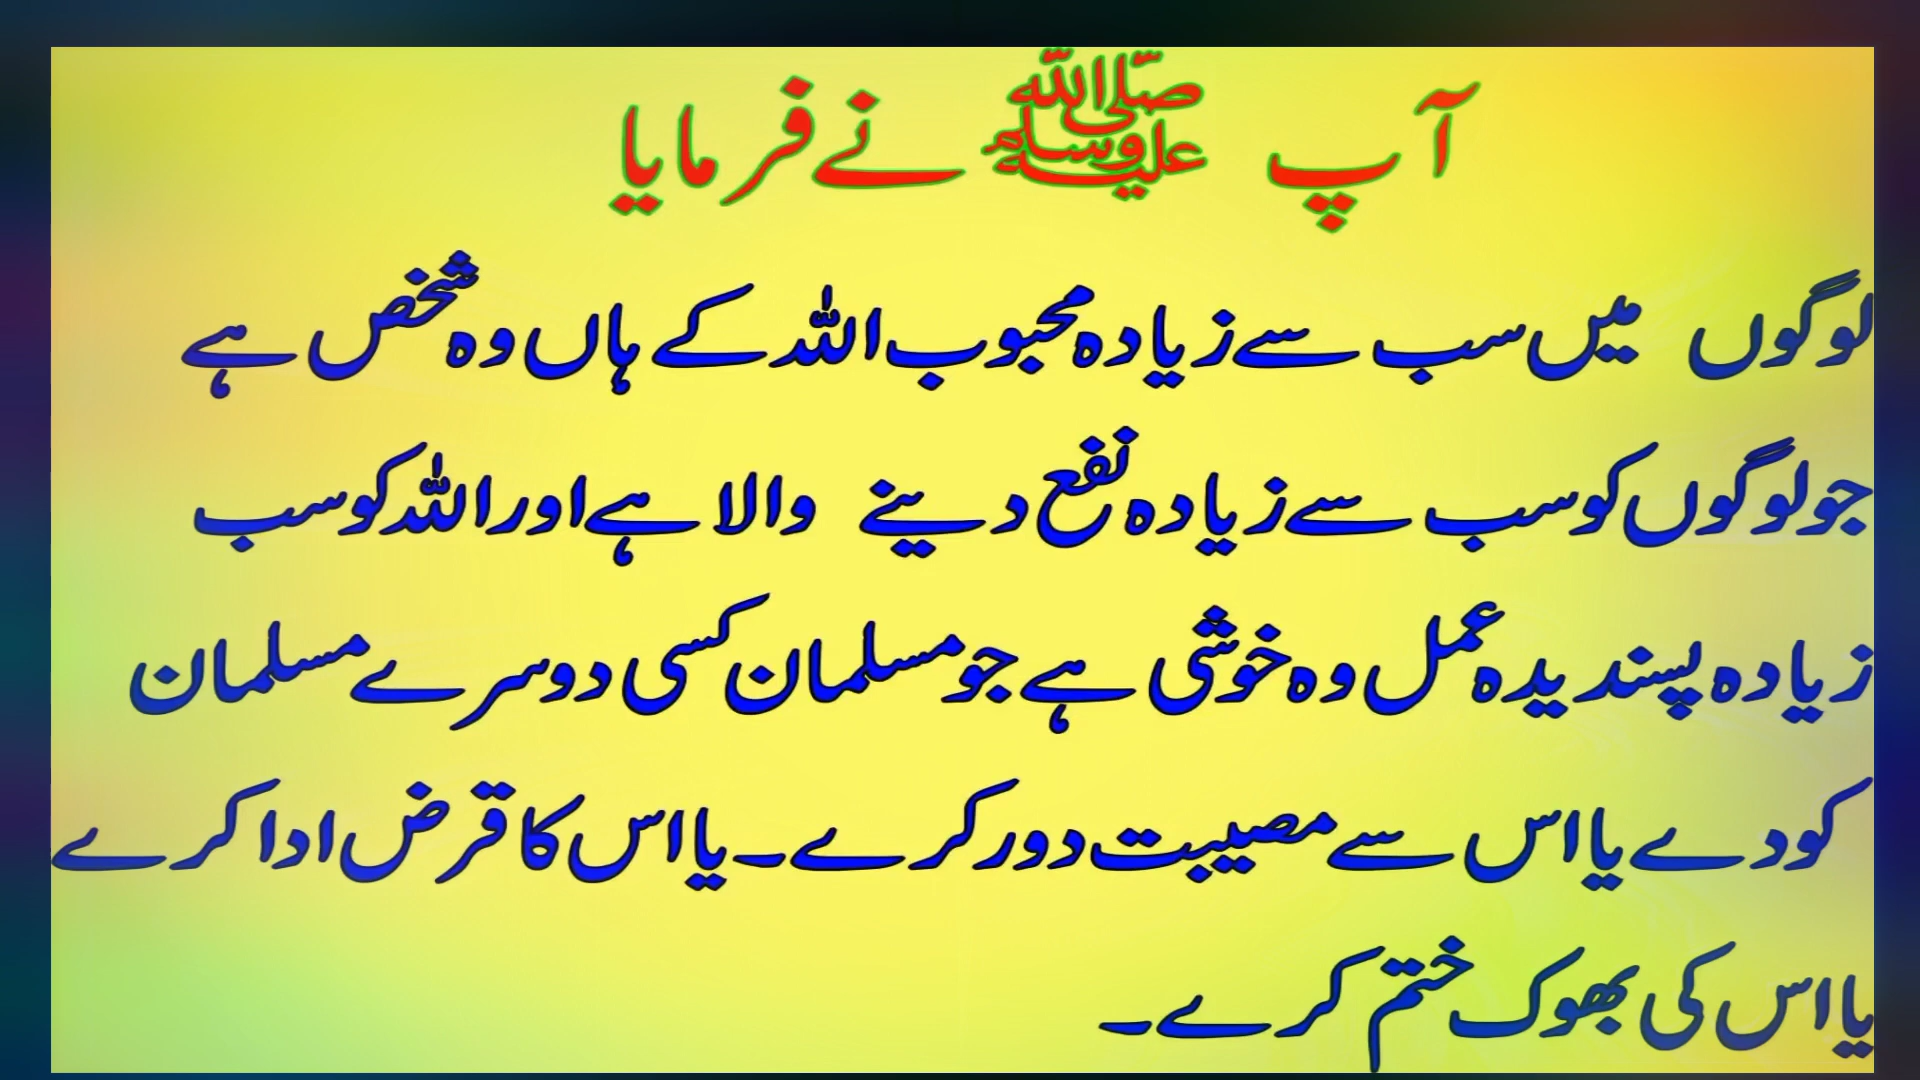 آپ ﷺ نے فرمایا
لوگوں میں سب سے زیادہ محبوب اللہ کے ہاں وہ شخص ہے
جو لوگوں کو سب سے زیادہ نفع دینے والا ہے اور اللہ کو سب
زیادہ پسندیدہ عمل وہ خوشی ہے جو مسلمان کسی دوسرے مسلمان
کو دے یا اس سے مصیبت دور کرے۔ یا اس کا قرض ادا کرے
یا اس کی بھوک ختم کرے۔